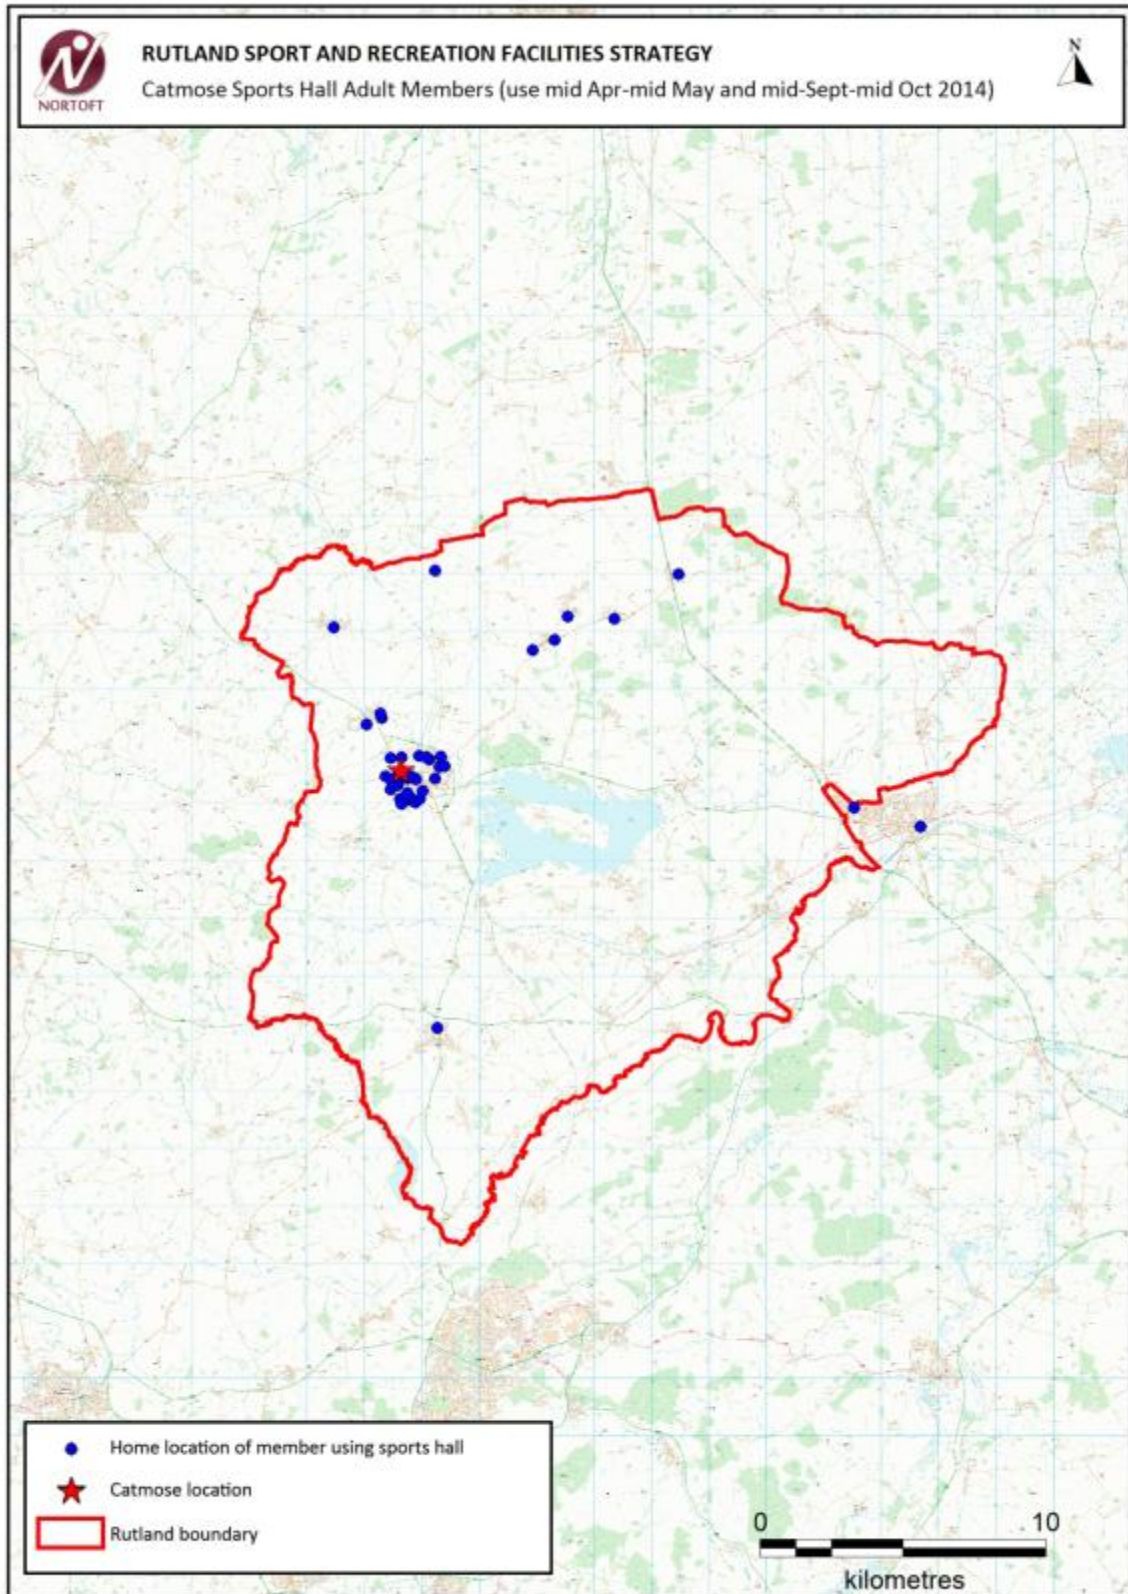 RUTLAND SPORT AND RECREATION FACILITIES STRATEGY
Catmose Sports Hall Adult Members (use mid Apr-mid May and mid-Sept-mid Oct 2014)
N
NORTOFT
Home location of member using sports hall
Catmose location
Rutland boundary
0 10
kilometres